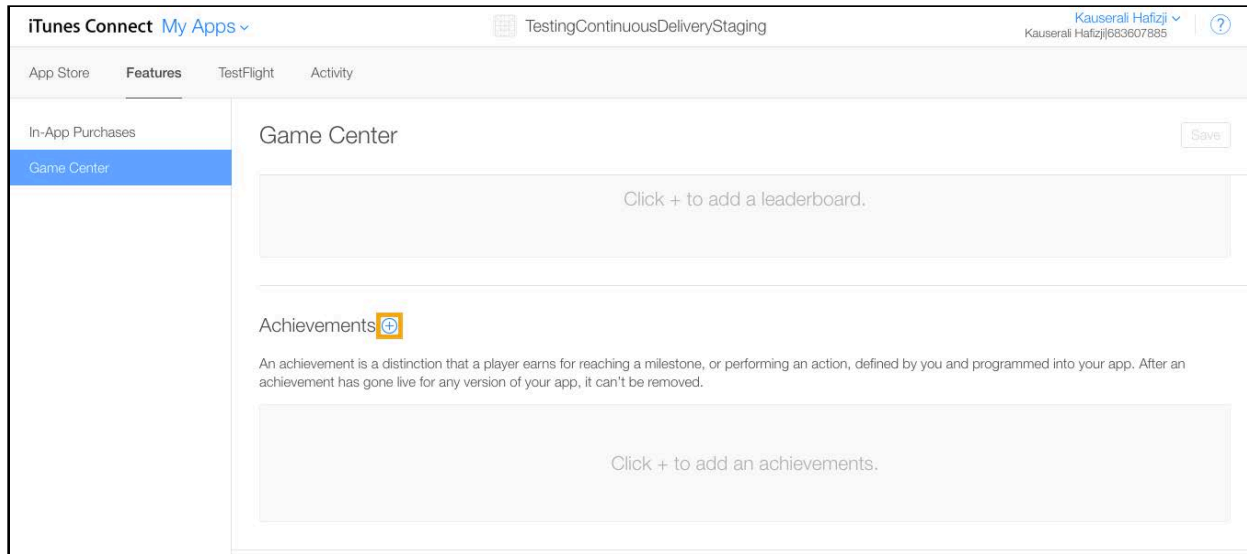 iTunes Connect My Apps
TestingContinuousDeliveryStaging
Kauserali Hafizji
Kauserali Hafizji|683607885
?
App Store Features TestFlight Activity
In-App Purchases
Game Center
Game Center
Save
Click + to add a leaderboard.
Achievements
An achievement is a distinction that a player earns for reaching a milestone, or performing an action, defined by you and programmed into your app. After an
achievement has gone live for any version of your app, it can't be removed.
Click + to add an achievements.